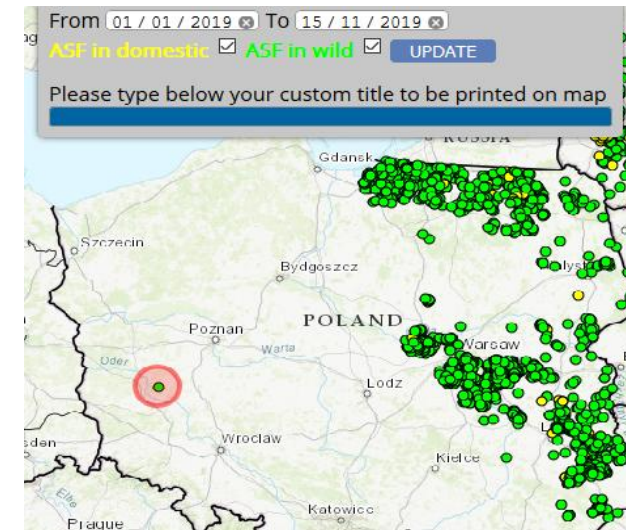 From 01 / 01 / 2019 To 15 / 11 / 2019
ASF in domestic ASF in wild UPDATE
Please type below your custom title to be printed on map
RUSSIA
Gdansk
Szczecin
Bydgoszcz
Poznan
POLAND
Warta
Warsaw
Oder
Lodz
Wroclaw
Kielce
Elbe
Katowice
Prague